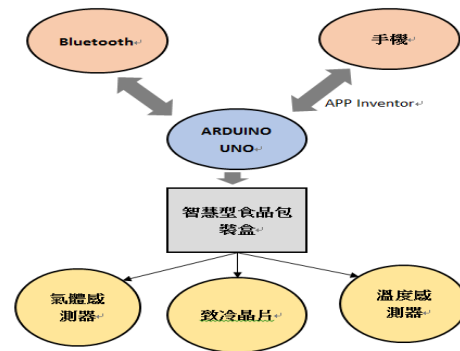 Bluetooth
手機
APP Inventor
ARDUINO
UNO
智慧型食品包
裝盒
氣體感
測器
致冷晶片
溫度感
測器